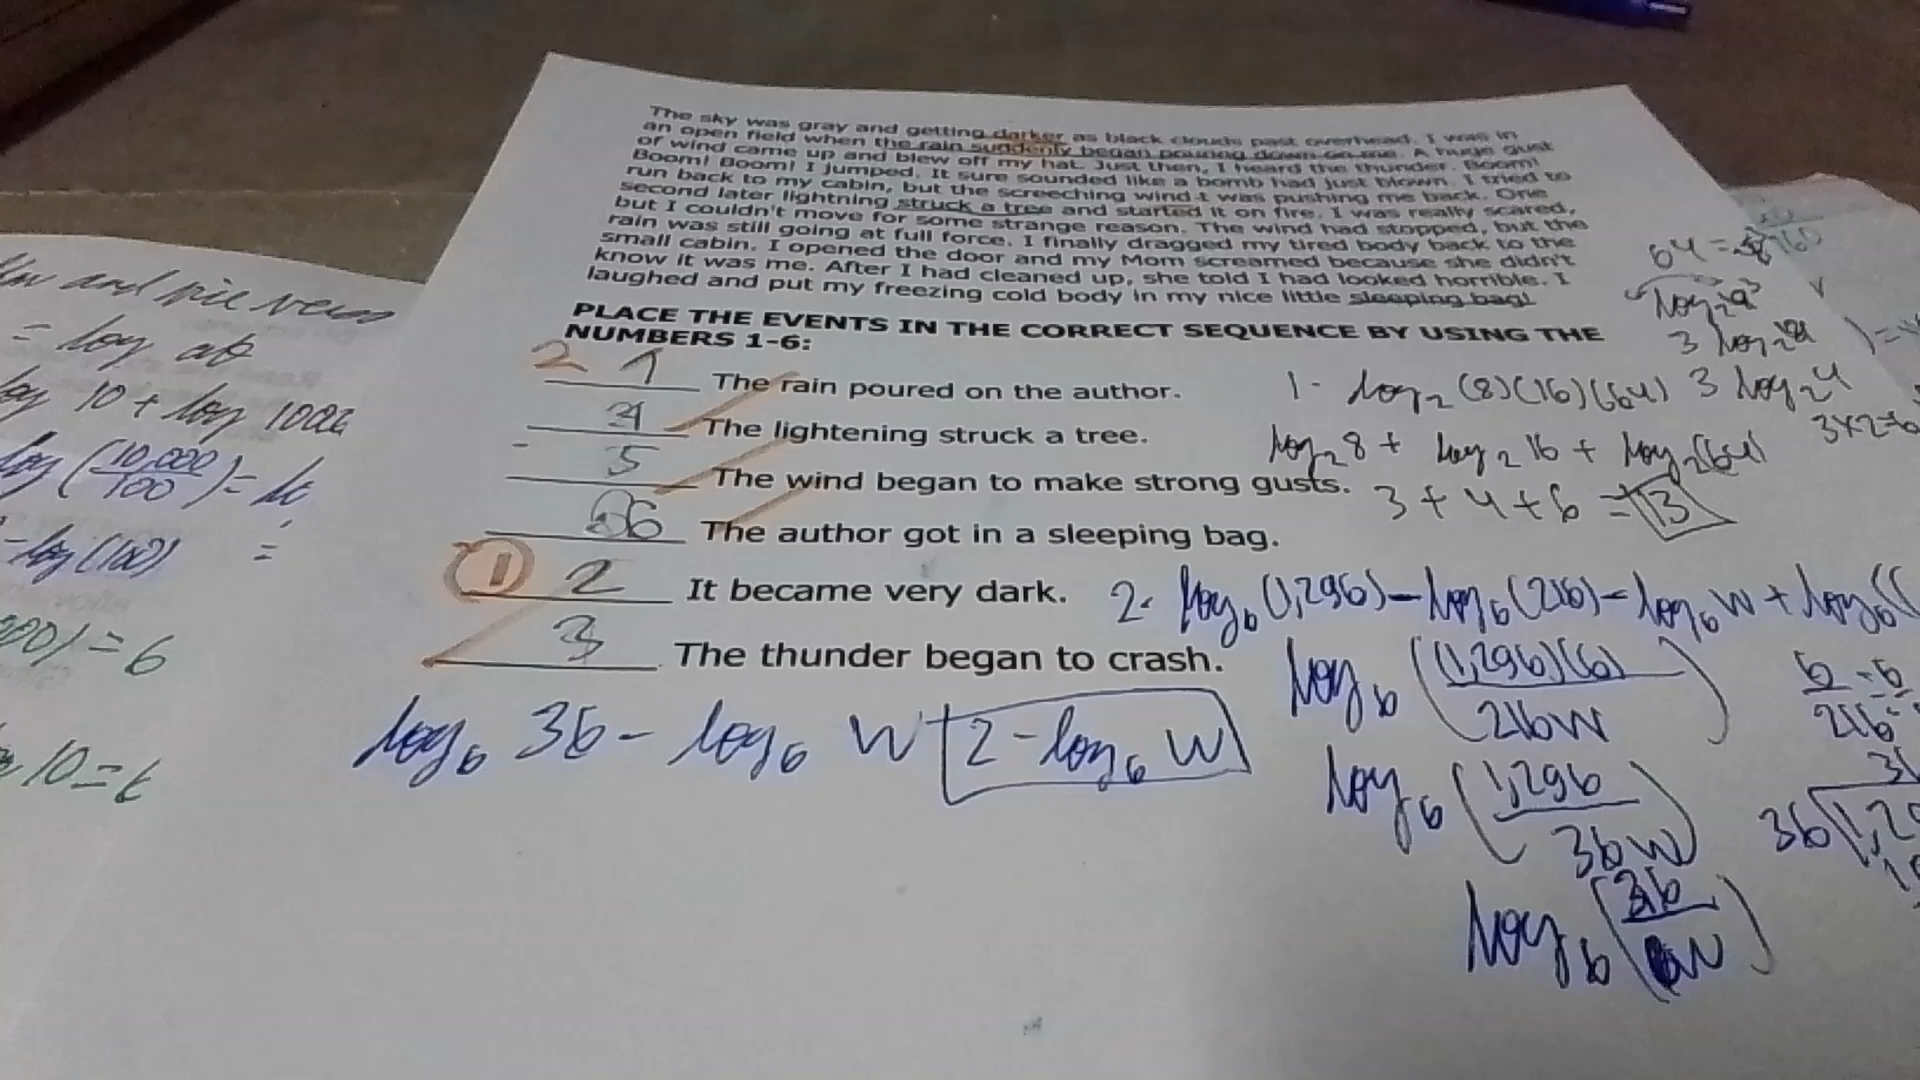 The sky was gray and getting darker as black clouds past overhead. I was in
an open field when the rain suddenly began pouring down on me. A huge gust
of wind came up and blew off my hat. Just then, I heard the thunder. Boom!
Boom! Boom! I jumped. It sure sounded like a bomb had just blown. I tried to
run back to my cabin, but the screeching wind t was pushing me back. One
second later lightning struck a tree and started it on fire. I was really scared,
but I couldn't move for some strange reason. The wind had stopped, but the
rain was still going at full force. I finally dragged my tired body back to the
small cabin. I opened the door and my Mom screamed because she didn't
know it was me. After I had cleaned up, she told I had looked horrible. I
laughed and put my freezing cold body in my nice little sleeping bag!
PLACE THE EVENTS IN THE CORRECT SEQUENCE BY USING THE
NUMBERS 1-6:
2 1 The rain poured on the author.
4 The lightening struck a tree.
5 The wind began to make strong gusts.
6 The author got in a sleeping bag.
1 2 It became very dark.
3 The thunder began to crash.
log₆ 36 - log₆ W 2 - log₆ W
64 =
3 log₂ 4
3x2=6
1. log₂ (8)(16)(64)
log₂ 8 + log₂ 16 + log₂(64)
3 + 4 + 6 = 13
2. log₆ (1,296) - log₆ (216) - log₆ W + log₆ (
log₆ ((1,296)(6) / 216W)
log₆ (1,296 / 36W)
log₆ (36 / W)
= log ab
log 10 + log 1000
log (10,000 / 100) =
- log (100) =
= 6
10 = 6